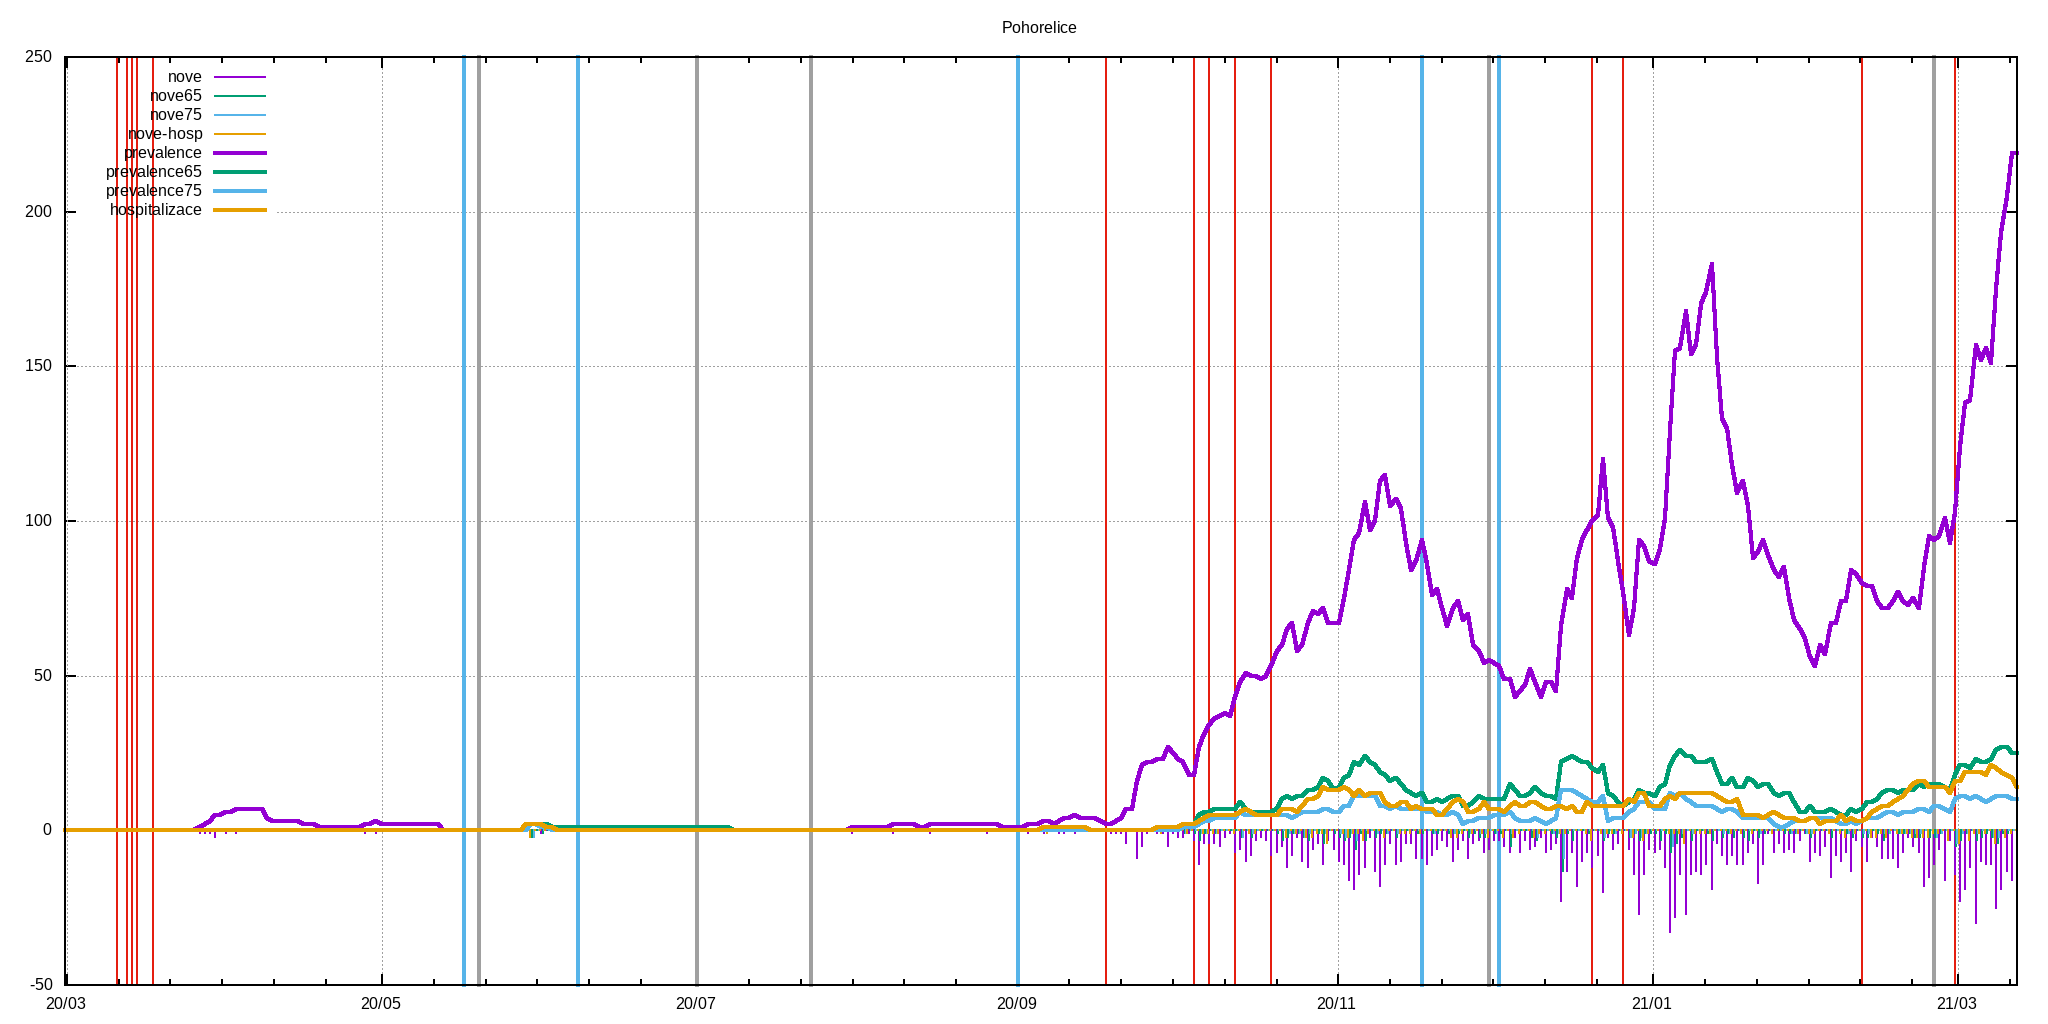 Pohorelice
250
200
150
100
50
0
-50
nove
nove65
nove75
nove-hosp
prevalence
prevalence65
prevalence75
hospitalizace
20/03 20/05 20/07 20/09 20/11 21/01 21/03